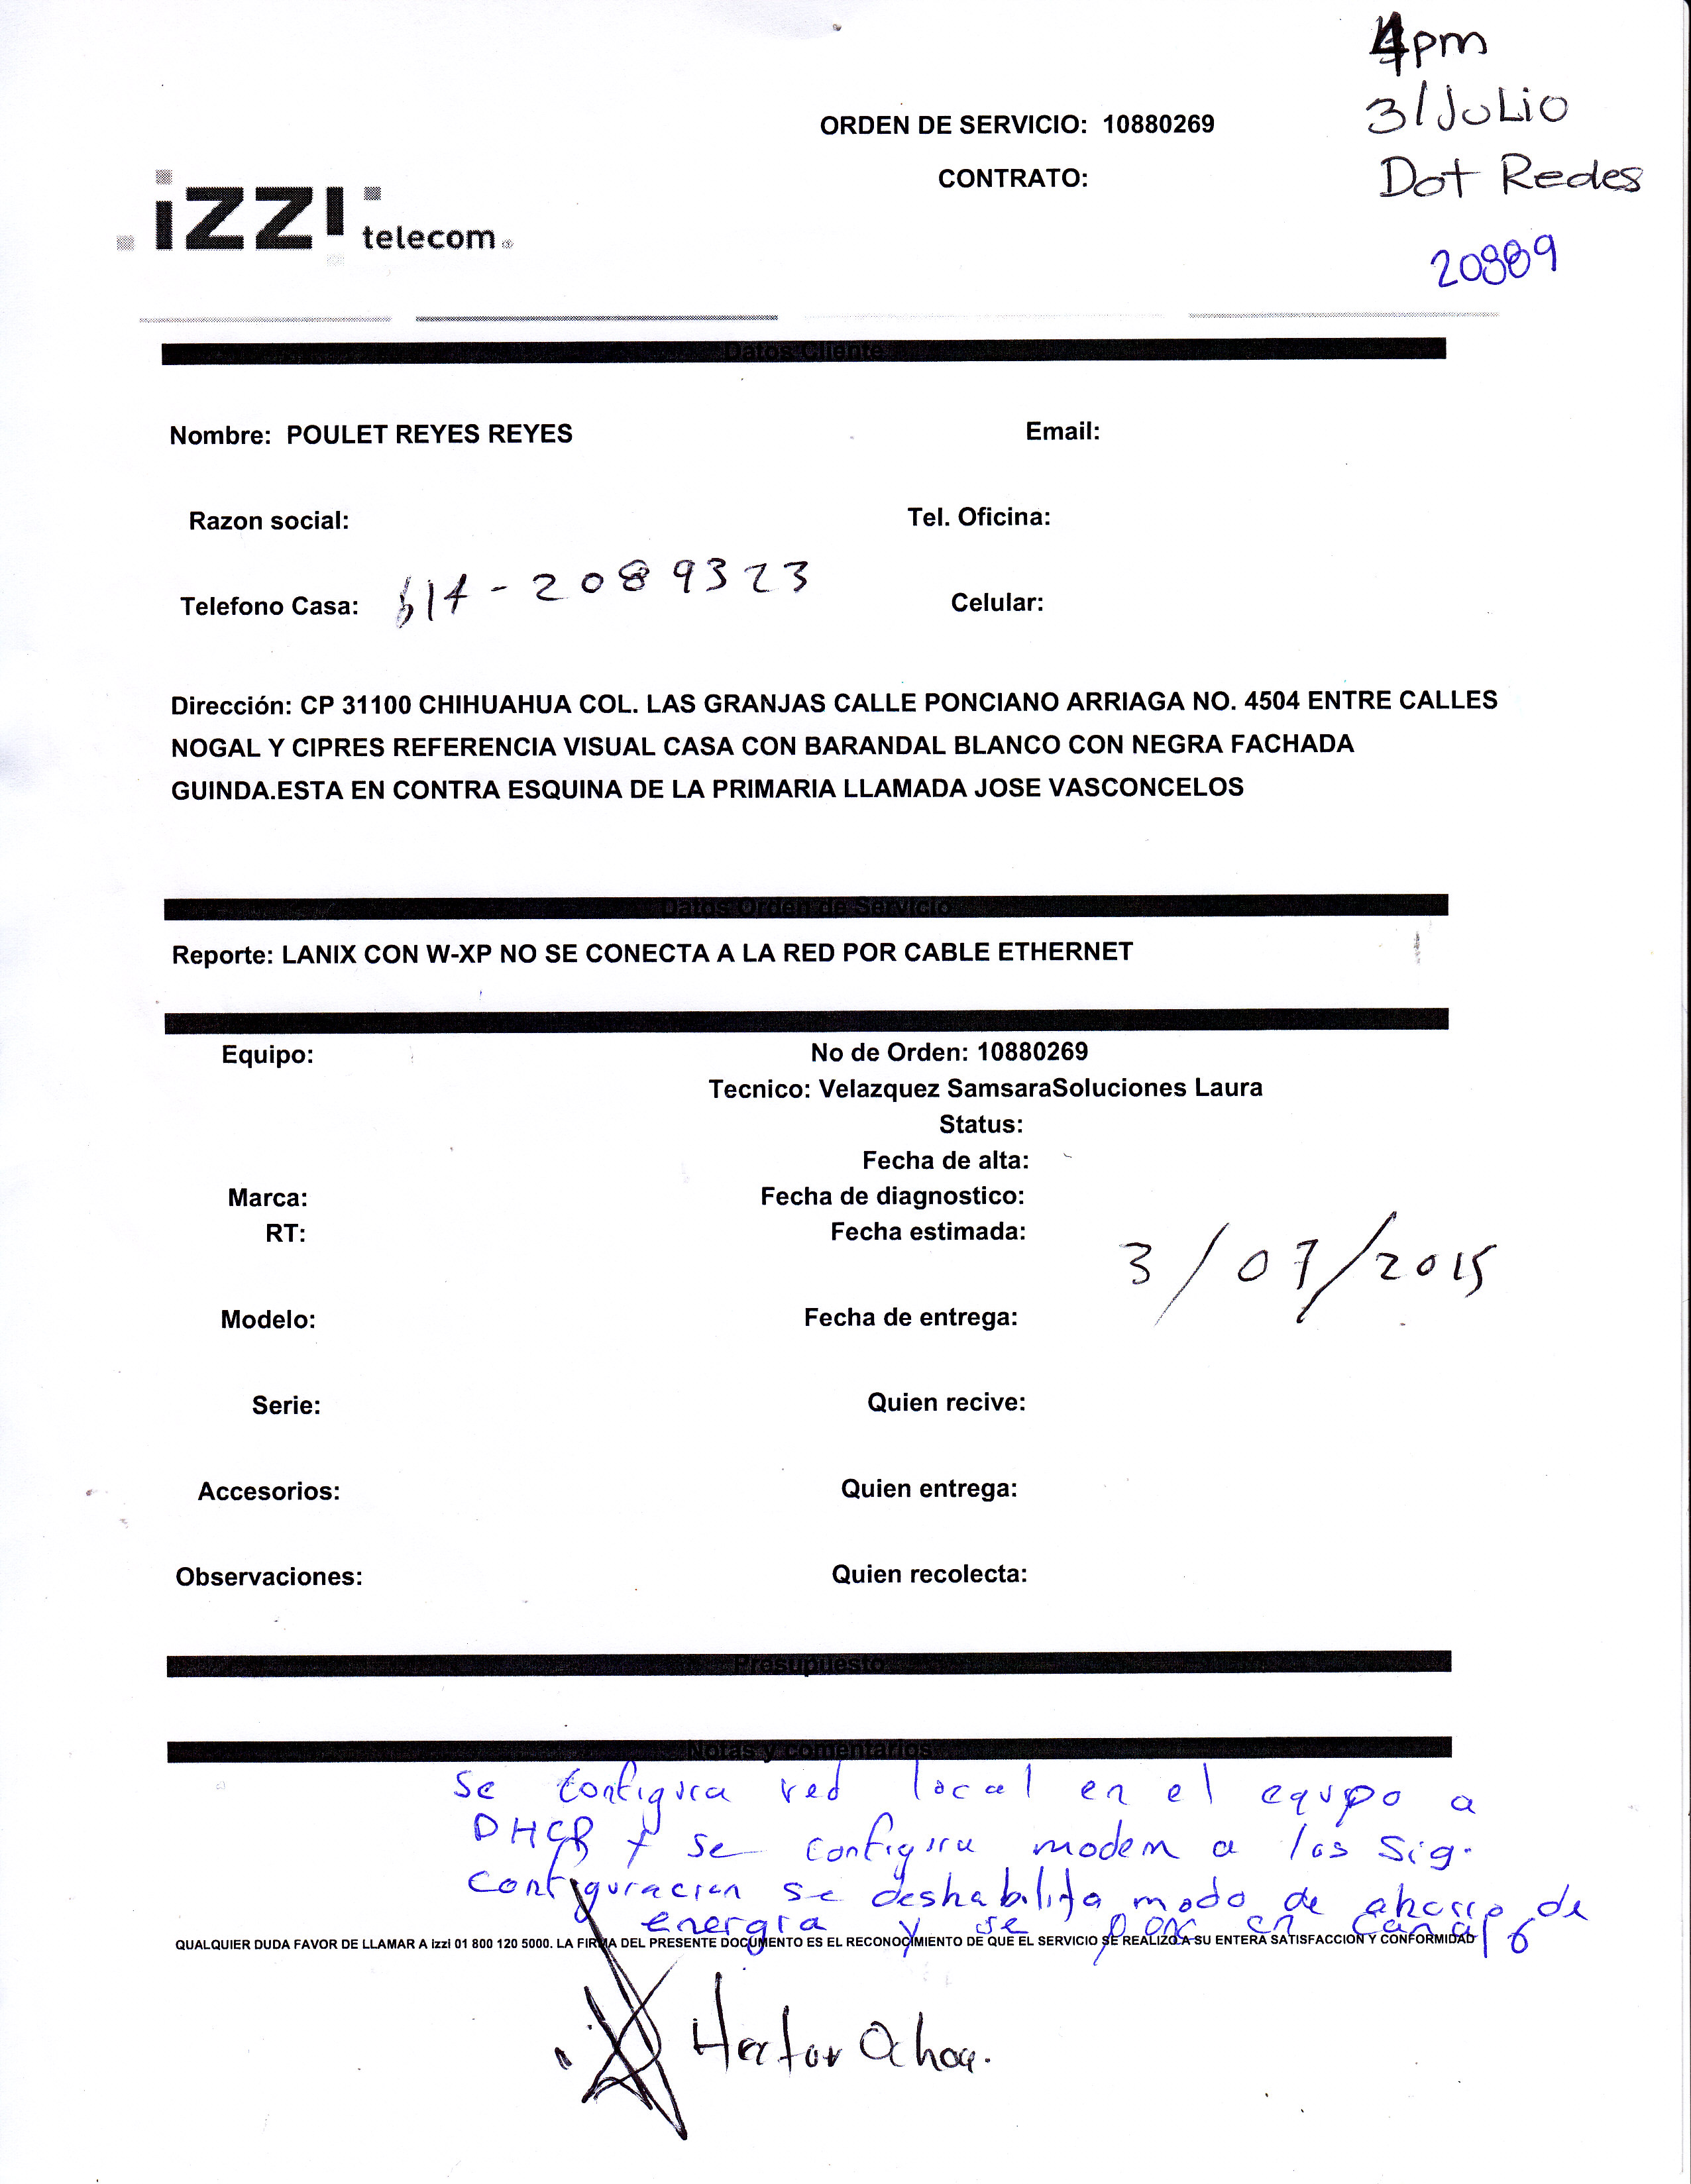 4pm
3/Julio
Dot Redes
ORDEN DE SERVICIO: 10880269
CONTRATO:
izzi telecom
Datos Cliente
Nombre: POULET REYES REYES
Email:
Razon social:
Tel. Oficina:
Telefono Casa: 614-2089323
Celular:
Dirección: CP 31100 CHIHUAHUA COL. LAS GRANJAS CALLE PONCIANO ARRIAGA NO. 4504 ENTRE CALLES
NOGAL Y CIPRES REFERENCIA VISUAL CASA CON BARANDAL BLANCO CON NEGRA FACHADA
GUINDA.ESTA EN CONTRA ESQUINA DE LA PRIMARIA LLAMADA JOSE VASCONCELOS
Datos Orden de Servicio
Reporte: LANIX CON W-XP NO SE CONECTA A LA RED POR CABLE ETHERNET
Equipo:
No de Orden: 10880269
Tecnico: Velazquez SamsaraSoluciones Laura
Status:
Fecha de alta:
Marca:
Fecha de diagnostico:
RT:
Fecha estimada:
3/07/2015
Modelo:
Fecha de entrega:
Serie:
Quien recive:
Accesorios:
Quien entrega:
Observaciones:
Quien recolecta:
Presupuesto
Notas y comentarios
Se configura red local en el equpo a
DHCP y se configura modem a las sig.
configuracion se deshabilita modo de ahorro de
energia y se pone en canal 6
QUALQUIER DUDA FAVOR DE LLAMAR A izzi 01 800 120 5000. LA FIRMA DEL PRESENTE DOCUMENTO ES EL RECONOCIMIENTO DE QUE EL SERVICIO SE REALIZO A SU ENTERA SATISFACCION Y CONFORMIDAD
Hector Ochoa.